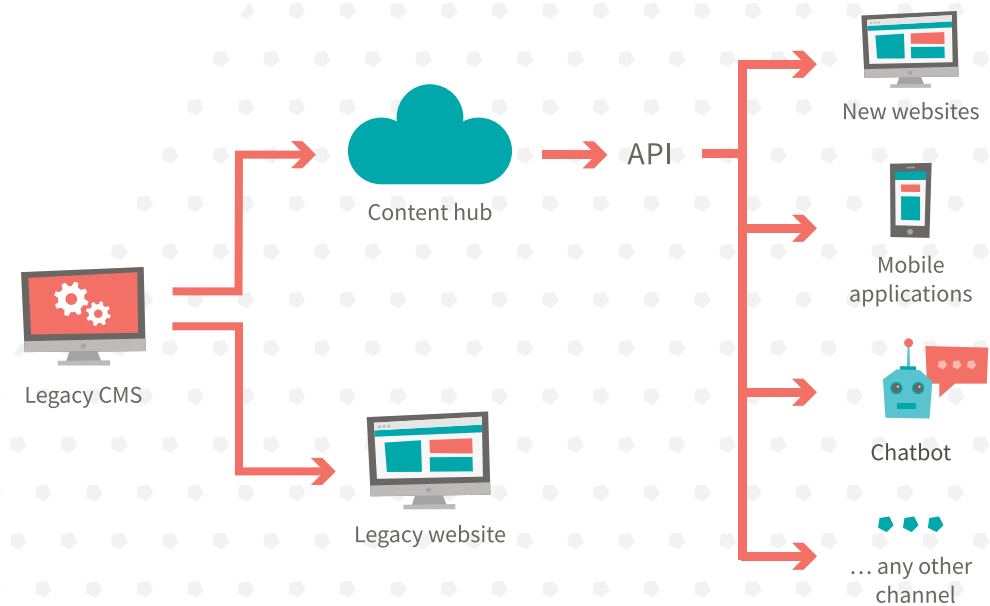 New websites
API
Content hub
Mobile
applications
Legacy CMS
Chatbot
Legacy website
... any other
channel